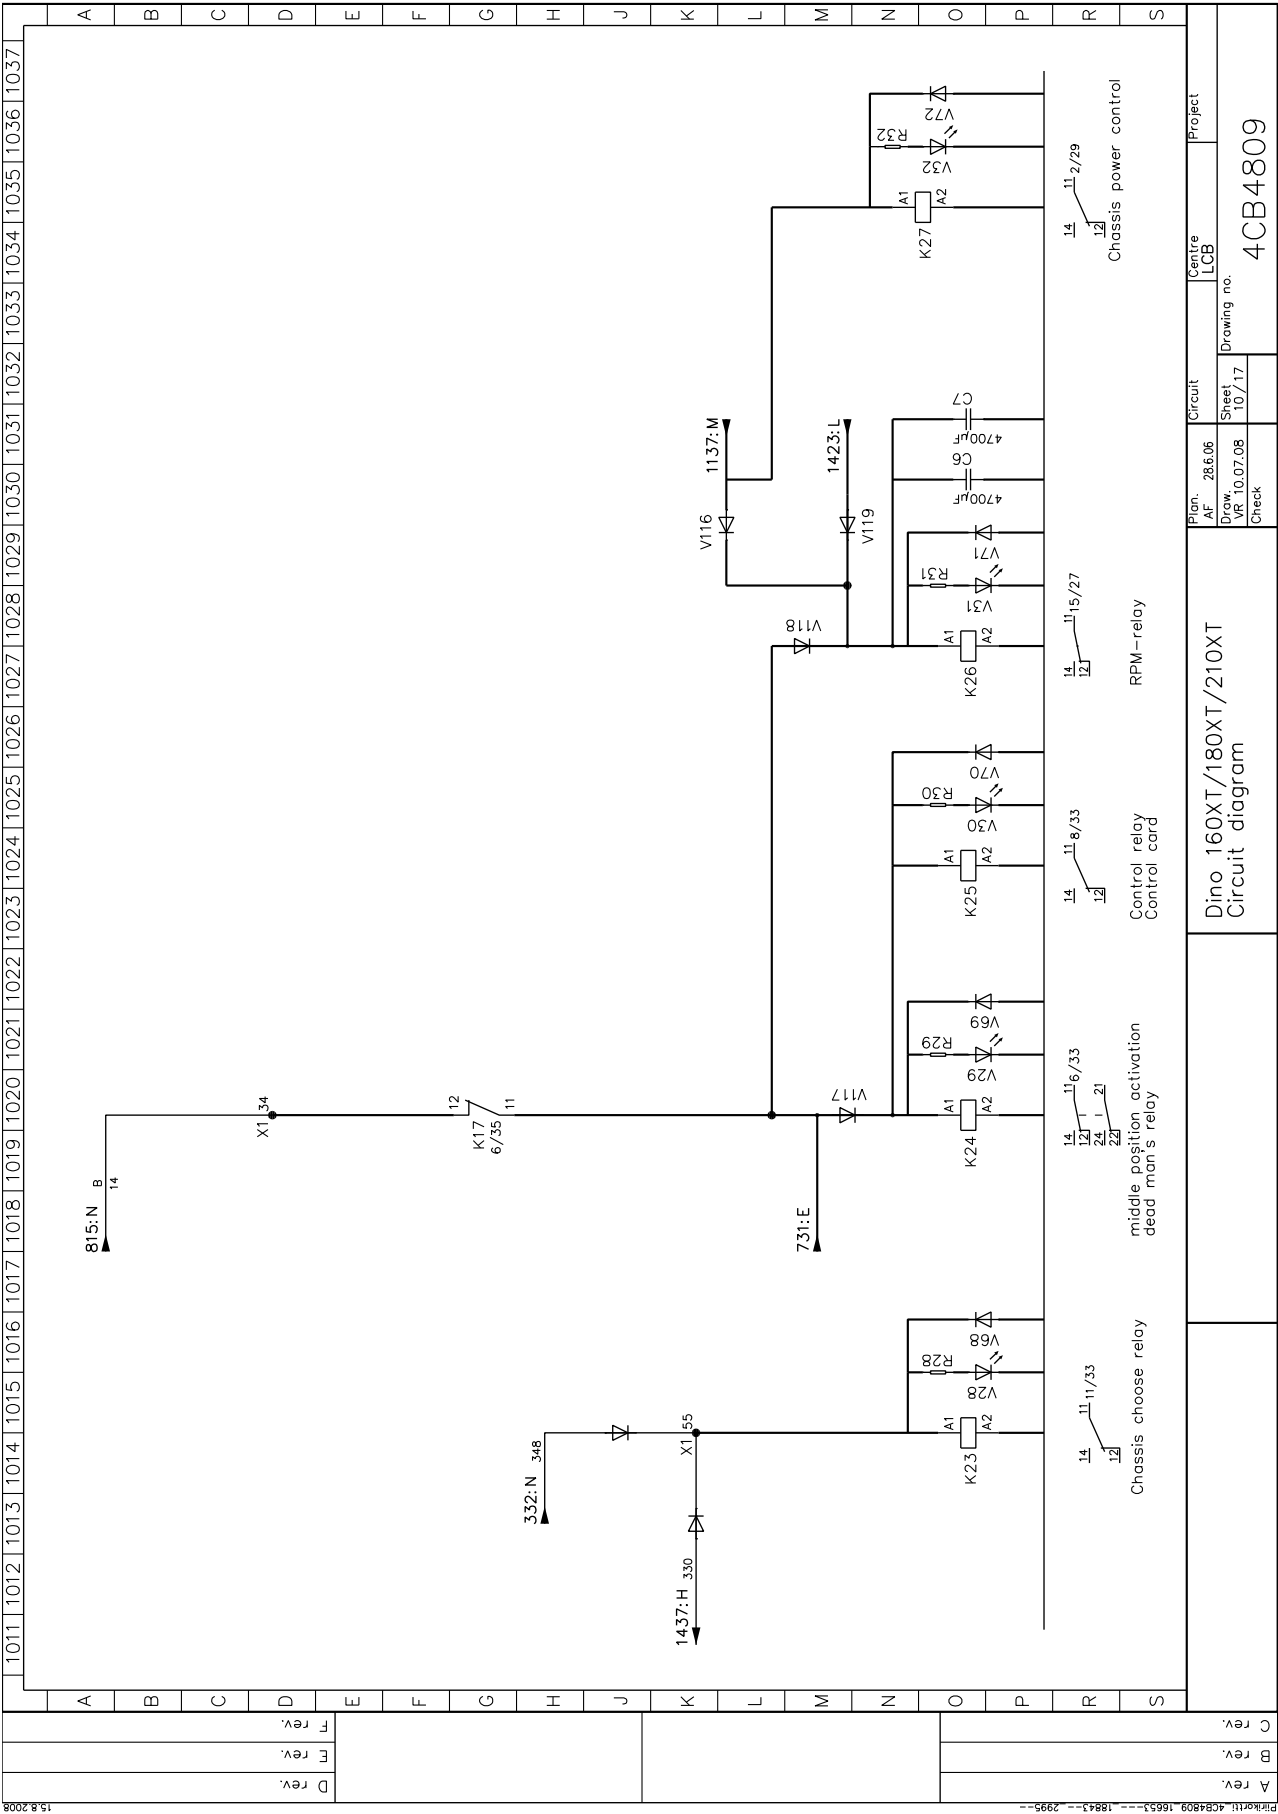 1011 1012 1013 1014 1015 1016 1017 1018 1019 1020 1021 1022 1023 1024 1025 1026 1027 1028 1029 1030 1031 1032 1033 1034 1035 1036 1037
A
B
C
D
E
F
G
H
J
K
L
M
N
O
P
R
S
A
B
C
D
E
F
G
H
J
K
L
M
N
O
P
R
S
815:N
B
14
X1 34
K17
6/35
12
11
332:N
348
1437:H
330
X1 55
731:E
V117
V118
V116
1137:M
1423:L
V119
K23
A1
A2
R28
V28
V68
K24
A1
A2
R29
V29
V69
K25
A1
A2
R30
V30
V70
K26
A1
A2
R31
V31
V71
C6
4700µF
C7
4700µF
K27
A1
A2
R32
V32
V72
14
12
11 11/33
Chassis choose relay
14
12
11 6/33
24
22
21
middle position activation
dead man's relay
14
12
11 8/33
Control relay
Control card
14
12
11 15/27
RPM-relay
14
12
11 2/29
Chassis power control
Dino 160XT/180XT/210XT
Circuit diagram
Plan.
AF 28.6.06
Draw.
VR 10.07.08
Check
Circuit
Sheet
10/17
Centre
LCB
Project
Drawing no.
4CB4809
A rev.
B rev.
C rev.
D rev.
E rev.
F rev.
15.8.2008
Piirikortti_4CB4809_16653---_18843--_2995--